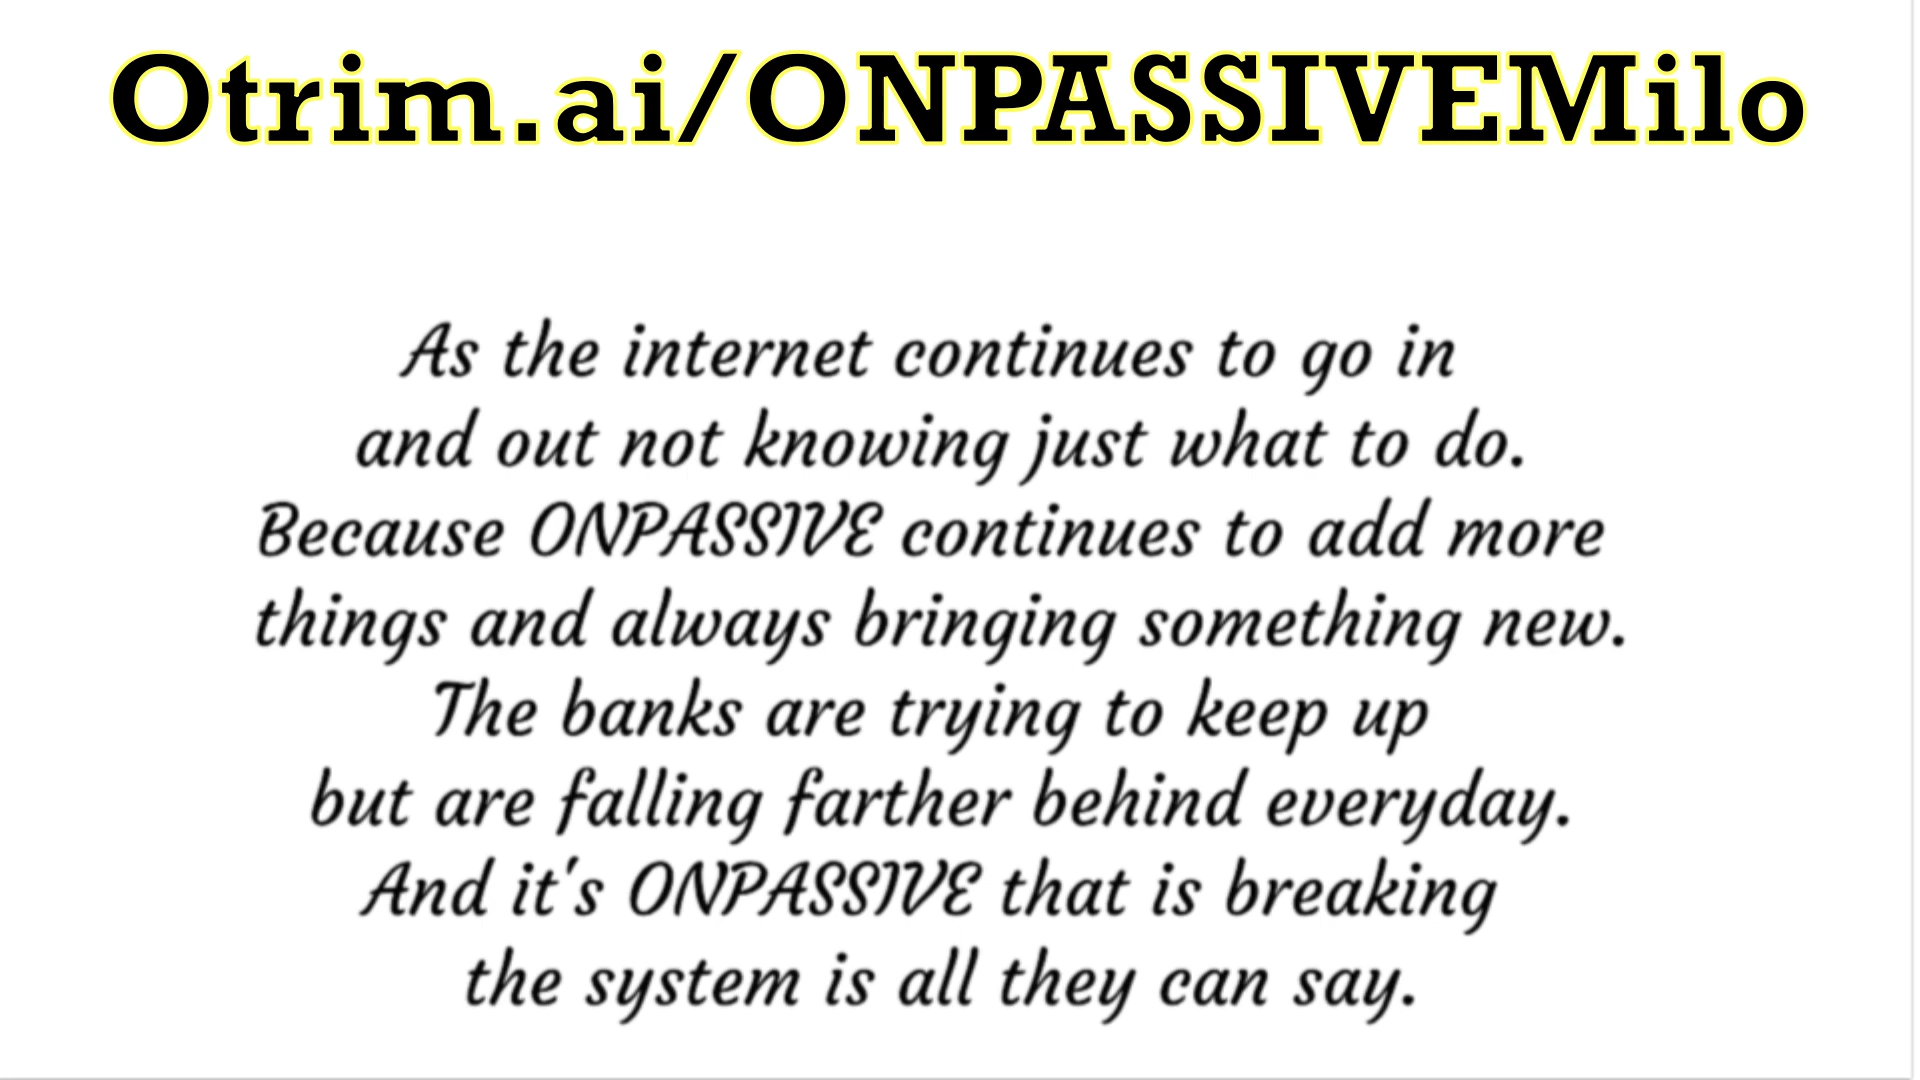 Otrim.ai/ONPASSIVEMilo
As the internet continues to go in
and out not knowing just what to do.
Because ONPASSIVE continues to add more
things and always bringing something new.
The banks are trying to keep up
but are falling farther behind everyday.
And it's ONPASSIVE that is breaking
the system is all they can say.